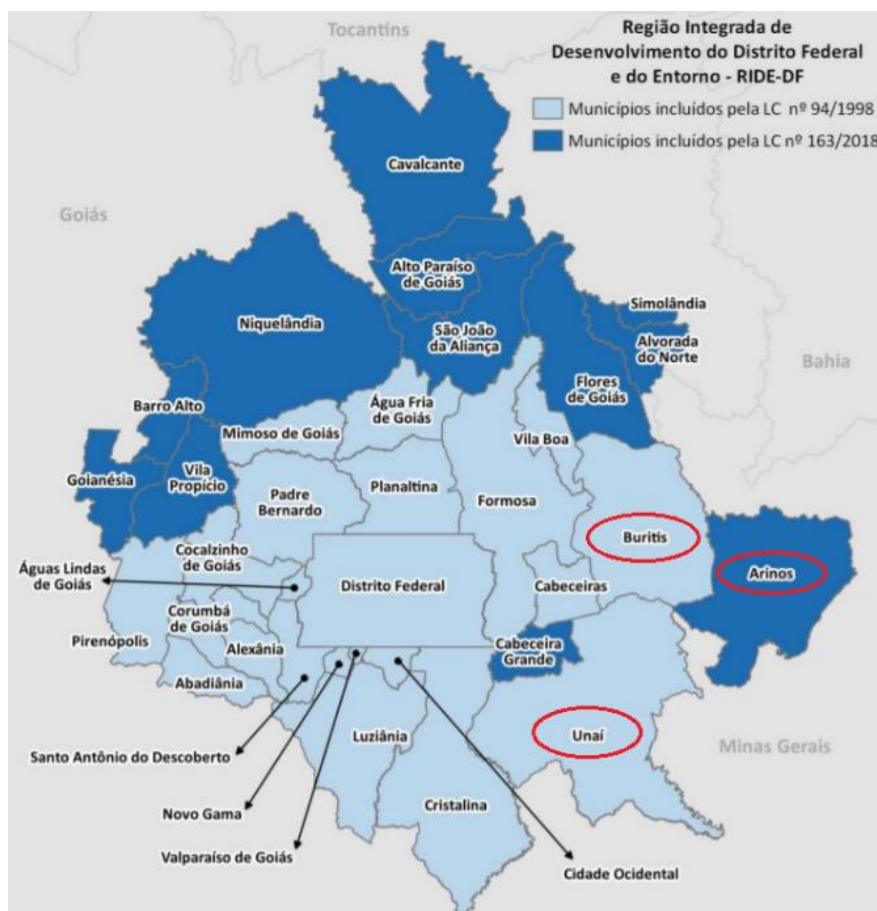 Tocantins
Região Integrada de
Desenvolvimento do Distrito Federal
e do Entorno - RIDE-DF
Municípios incluídos pela LC nº 94/1998
Municípios incluídos pela LC nº 163/2018
Cavalcante
Goiás
Alto Paraíso
de Goiás
Simolândia
Niquelândia
São João
da Aliança
Alvorada
do Norte
Bahia
Flores
de Goiás
Barro Alto
Água Fria
de Goiás
Mimoso de Goiás
Vila Boa
Goianésia
Vila
Propício
Padre
Bernardo
Planaltina
Formosa
Buritis
Águas Lindas
de Goiás
Cocalzinho
de Goiás
Distrito Federal
Cabeceiras
Arinos
Corumbá
de Goiás
Pirenópolis
Alexânia
Cabeceira
Grande
Abadiânia
Luziânia
Unaí
Minas Gerais
Santo Antônio do Descoberto
Cristalina
Novo Gama
Valparaíso de Goiás
Cidade Ocidental